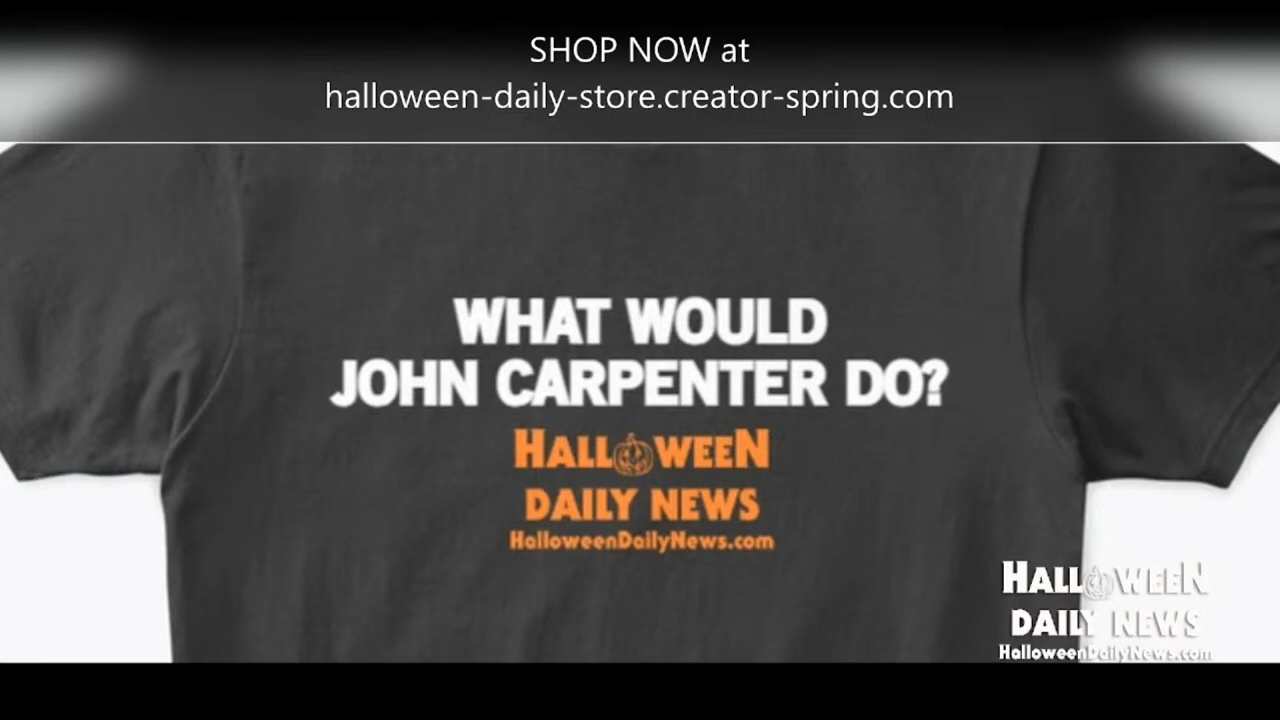 SHOP NOW at
halloween-daily-store.creator-spring.com
WHAT WOULD
JOHN CARPENTER DO?
HALLOWEEN
DAILY NEWS
HalloweenDailyNews.com
HALLOWEEN
DAILY NEWS
HalloweenDailyNews.com